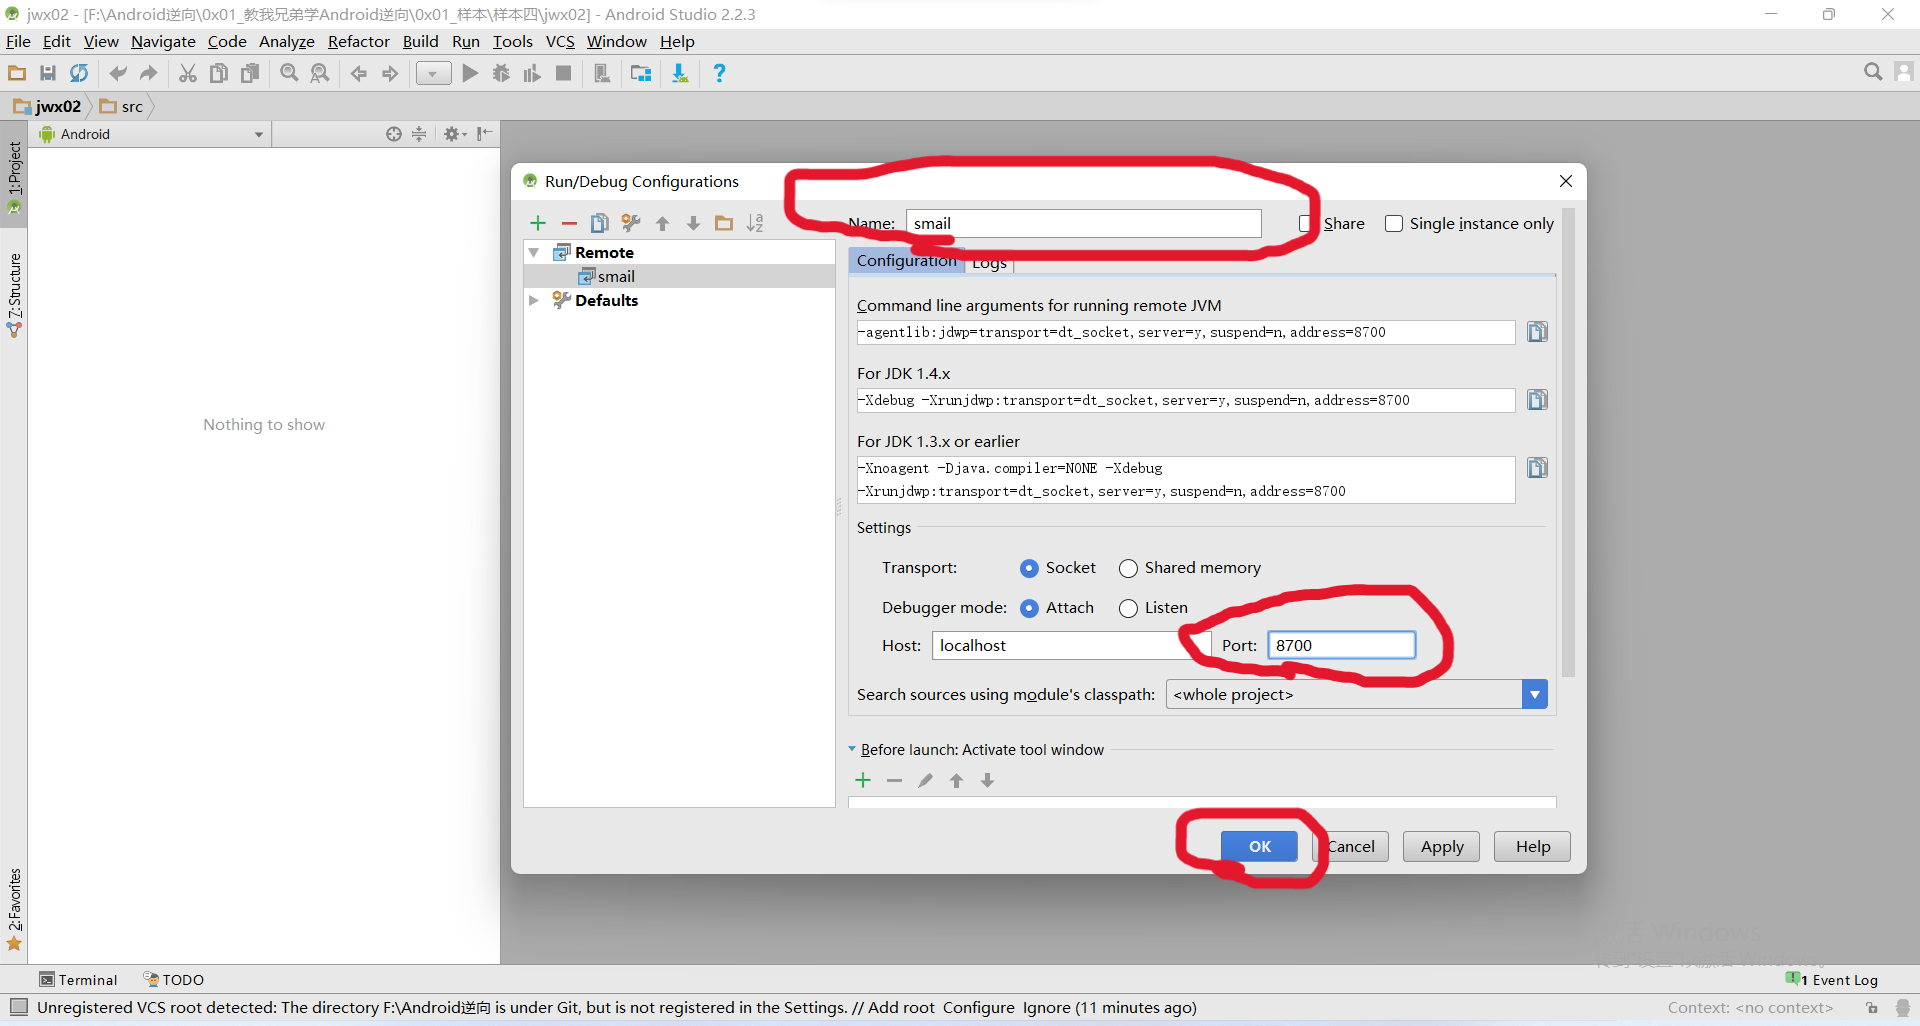 jwx02 - [F:\Android逆向\0x01_教我兄弟学Android逆向\0x01_样本\样本四\jwx02] - Android Studio 2.2.3
File Edit View Navigate Code Analyze Refactor Build Run Tools VCS Window Help
jwx02 src
Android
1: Project
7: Structure
2: Favorites
Nothing to show
Run/Debug Configurations
Name: smail Share Single instance only
Remote
smail
Defaults
Configuration Logs
Command line arguments for running remote JVM
-agentlib:jdwp=transport=dt_socket,server=y,suspend=n,address=8700
For JDK 1.4.x
-Xdebug -Xrunjdwp:transport=dt_socket,server=y,suspend=n,address=8700
For JDK 1.3.x or earlier
-Xnoagent -Djava.compiler=NONE -Xdebug
-Xrunjdwp:transport=dt_socket,server=y,suspend=n,address=8700
Settings
Transport: Socket Shared memory
Debugger mode: Attach Listen
Host: localhost Port: 8700
Search sources using module's classpath: <whole project>
Before launch: Activate tool window
OK Cancel Apply Help
Windows
Terminal TODO 1 Event Log
Unregistered VCS root detected: The directory F:\Android逆向 is under Git, but is not registered in the Settings. // Add root Configure Ignore (11 minutes ago) Context: <no context>